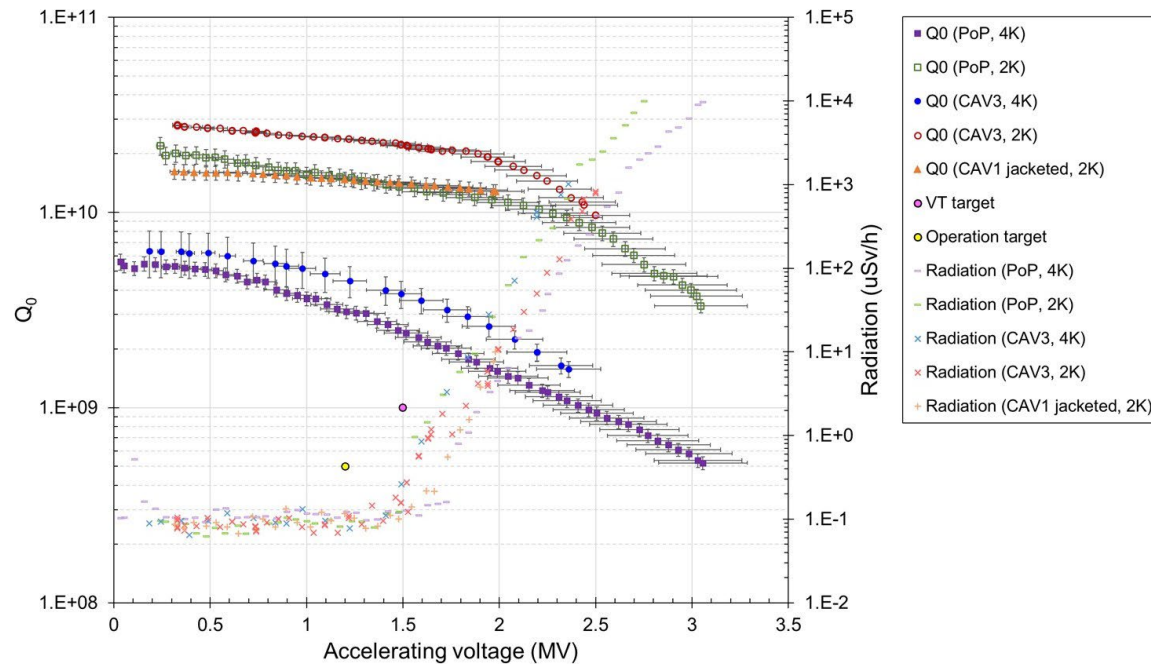 1.E+11
1.E+10
1.E+09
1.E+08
Q0
0
0.5
1
1.5
2
2.5
3
3.5
Accelerating voltage (MV)
1.E+5
1.E+4
1.E+3
1.E+2
1.E+1
1.E+0
1.E-1
1.E-2
Radiation (uSv/h)
Q0 (PoP, 4K)
Q0 (PoP, 2K)
Q0 (CAV3, 4K)
Q0 (CAV3, 2K)
Q0 (CAV1 jacketed, 2K)
VT target
Operation target
Radiation (PoP, 4K)
Radiation (PoP, 2K)
Radiation (CAV3, 4K)
Radiation (CAV3, 2K)
Radiation (CAV1 jacketed, 2K)